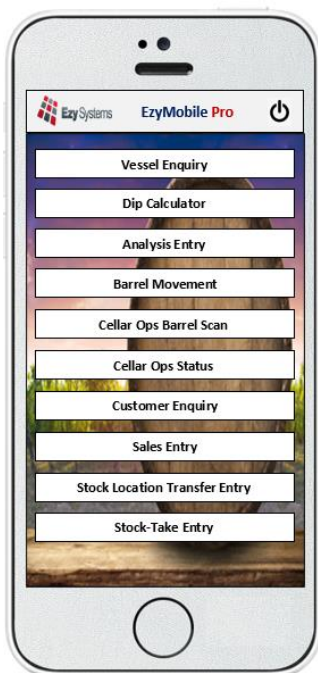 Ezy Systems
EzyMobile Pro
Vessel Enquiry
Dip Calculator
Analysis Entry
Barrel Movement
Cellar Ops Barrel Scan
Cellar Ops Status
Customer Enquiry
Sales Entry
Stock Location Transfer Entry
Stock-Take Entry